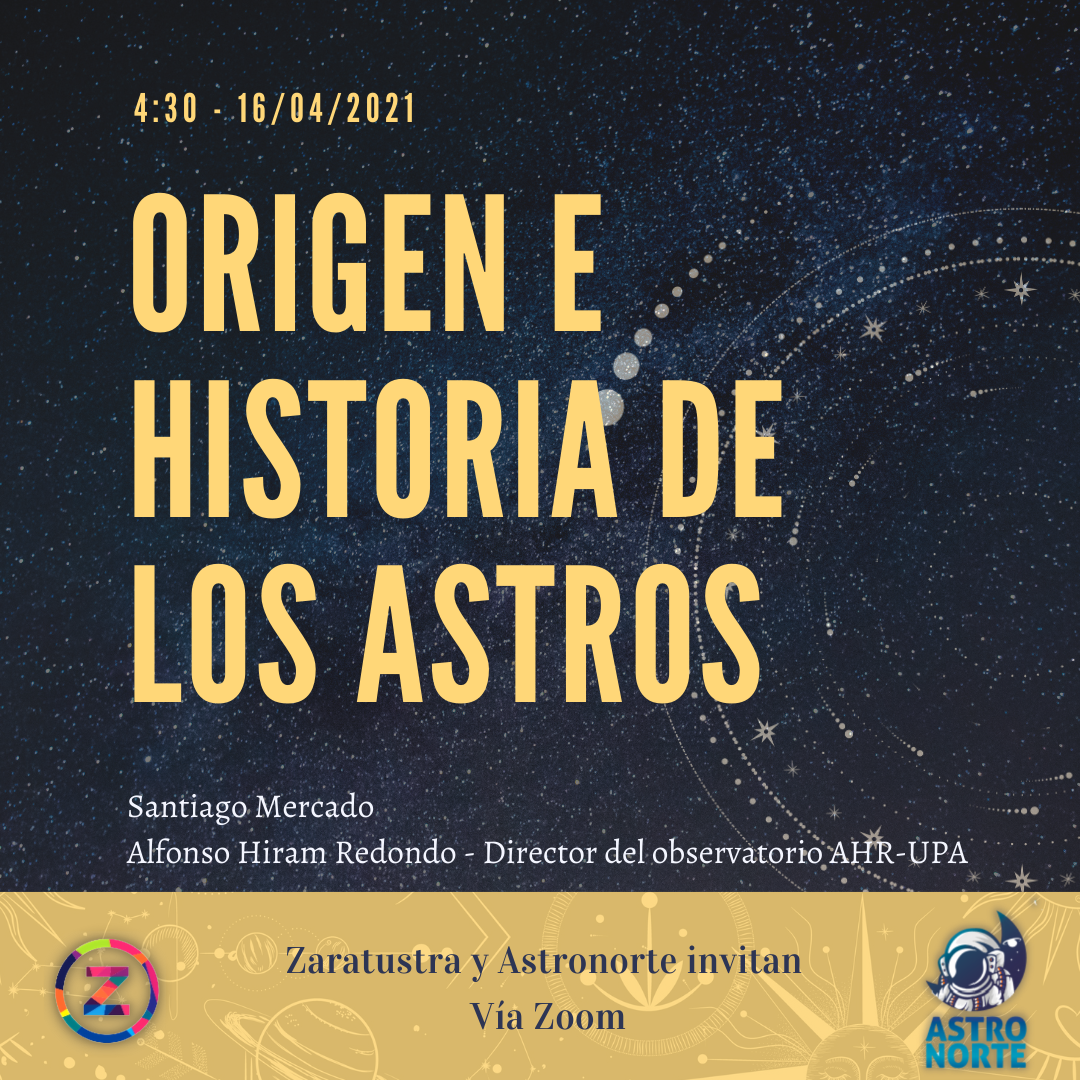 4:30 - 16/04/2021
ORIGEN E
HISTORIA DE
LOS ASTROS
Santiago Mercado
Alfonso Hiram Redondo - Director del observatorio AHR-UPA
Zaratustra y Astronorte invitan
Vía Zoom
Z
ASTRO
NORTE